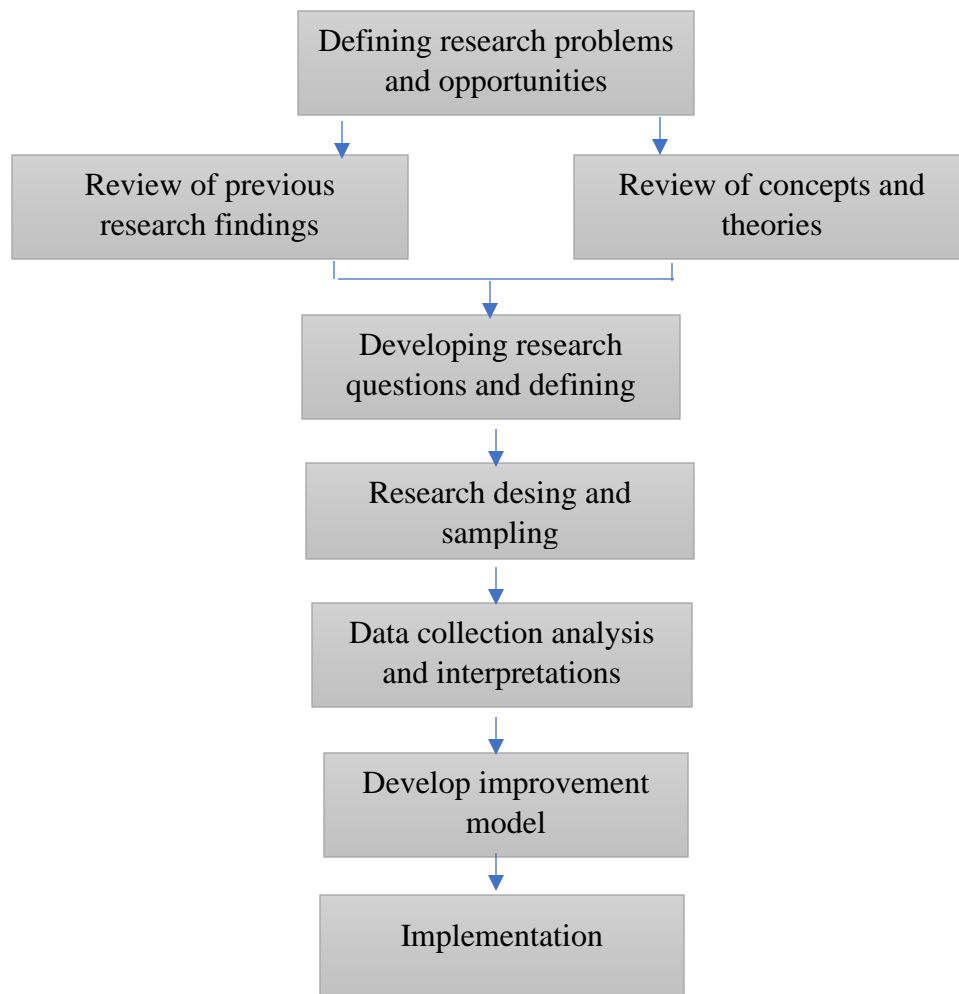 Defining research problems
and opportunities
Review of previous
research findings
Review of concepts and
theories
Developing research
questions and defining
Research desing and
sampling
Data collection analysis
and interpretations
Develop improvement
model
Implementation